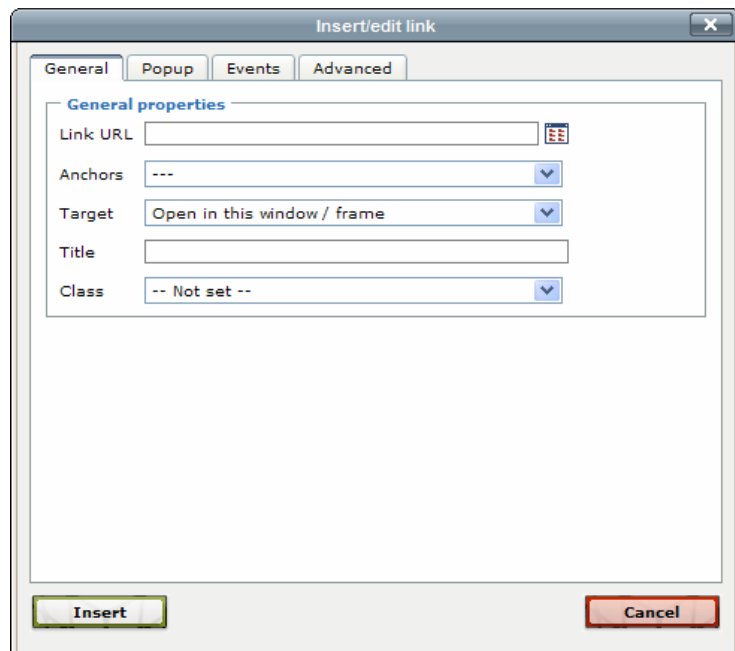 Insert/edit link
General Popup Events Advanced
General properties
Link URL
Anchors ---
Target Open in this window / frame
Title
Class -- Not set --
Insert Cancel